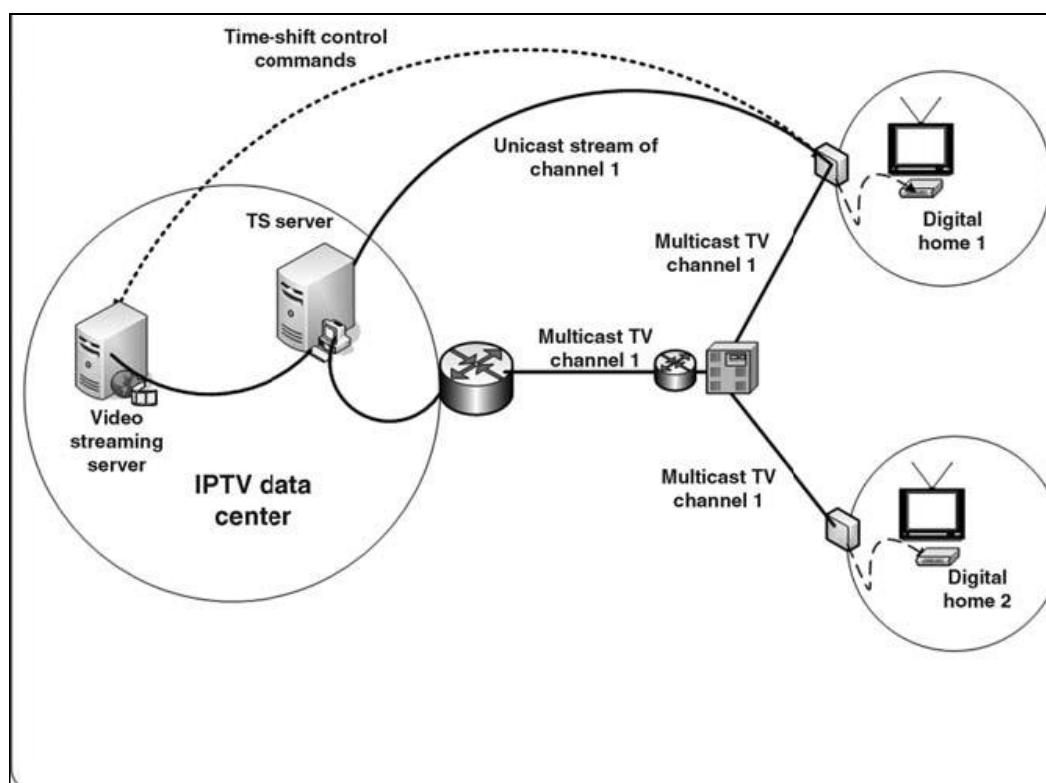 Time-shift control
commands
Unicast stream of
channel 1
TS server
Digital
home 1
Multicast TV
channel 1
Multicast TV
channel 1
Video
streaming
server
IPTV data
center
Multicast TV
channel 1
Digital
home 2